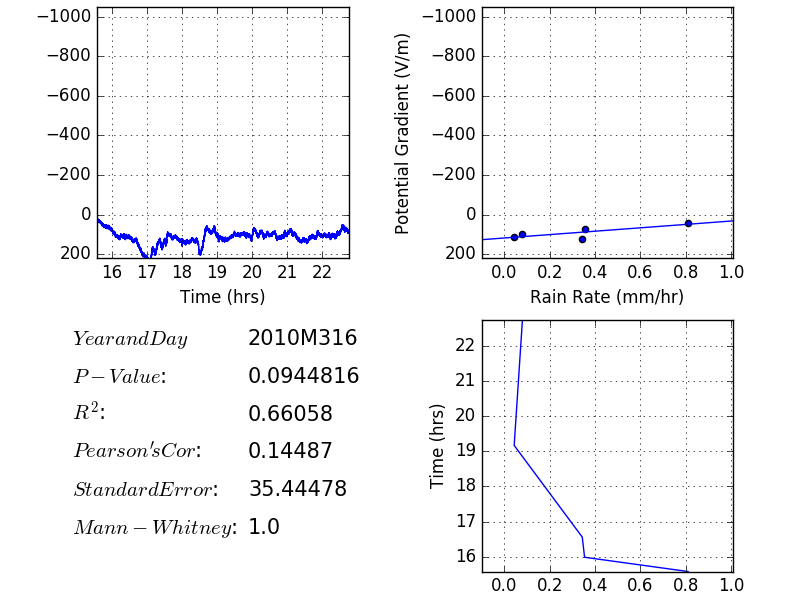 −1000
−800
−600
−400
−200
0
200
16 17 18 19 20 21 22
Time (hrs)
Potential Gradient (V/m)
−1000
−800
−600
−400
−200
0
200
0.0 0.2 0.4 0.6 0.8 1.0
Rain Rate (mm/hr)
YearandDay 2010M316
P−Value: 0.0944816
R²: 0.66058
Pearson'sCor: 0.14487
StandardError: 35.44478
Mann−Whitney: 1.0
Time (hrs)
22
21
20
19
18
17
16
0.0 0.2 0.4 0.6 0.8 1.0